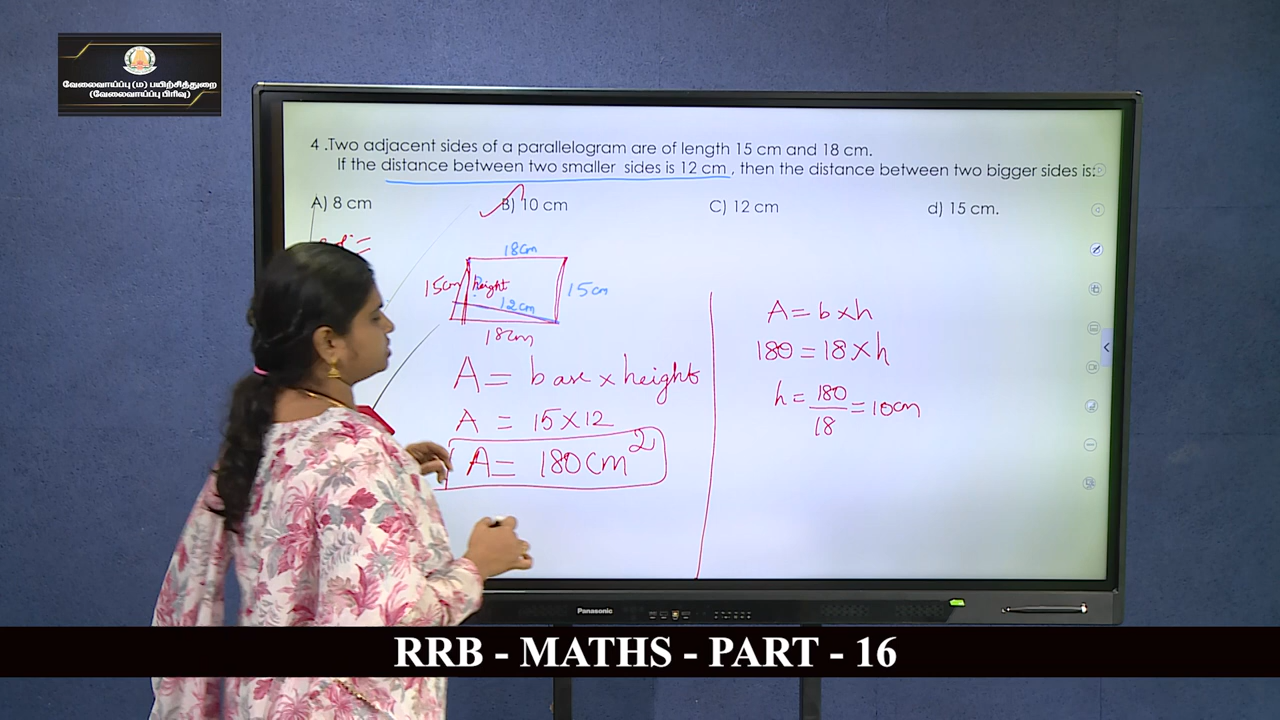 வேலைவாய்ப்பு (ம) பயிற்சித்துறை
(வேலைவாய்ப்பு பிரிவு)
4 .Two adjacent sides of a parallelogram are of length 15 cm and 18 cm.
If the distance between two smaller sides is 12 cm , then the distance between two bigger sides is:
A) 8 cm B) 10 cm C) 12 cm d) 15 cm.
18cm
15cm height 15cm
12cm
18cm
A = base x height
A = 15 X 12
A = 180cm²
A = b x h
180 = 18 X h
h = 180/18 = 10cm
Panasonic
RRB - MATHS - PART - 16